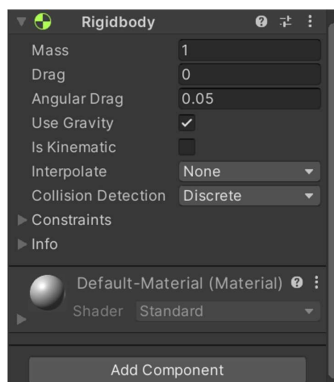 Rigidbody
Mass 1
Drag 0
Angular Drag 0.05
Use Gravity
Is Kinematic
Interpolate None
Collision Detection Discrete
Constraints
Info
Default-Material (Material)
Shader Standard
Add Component